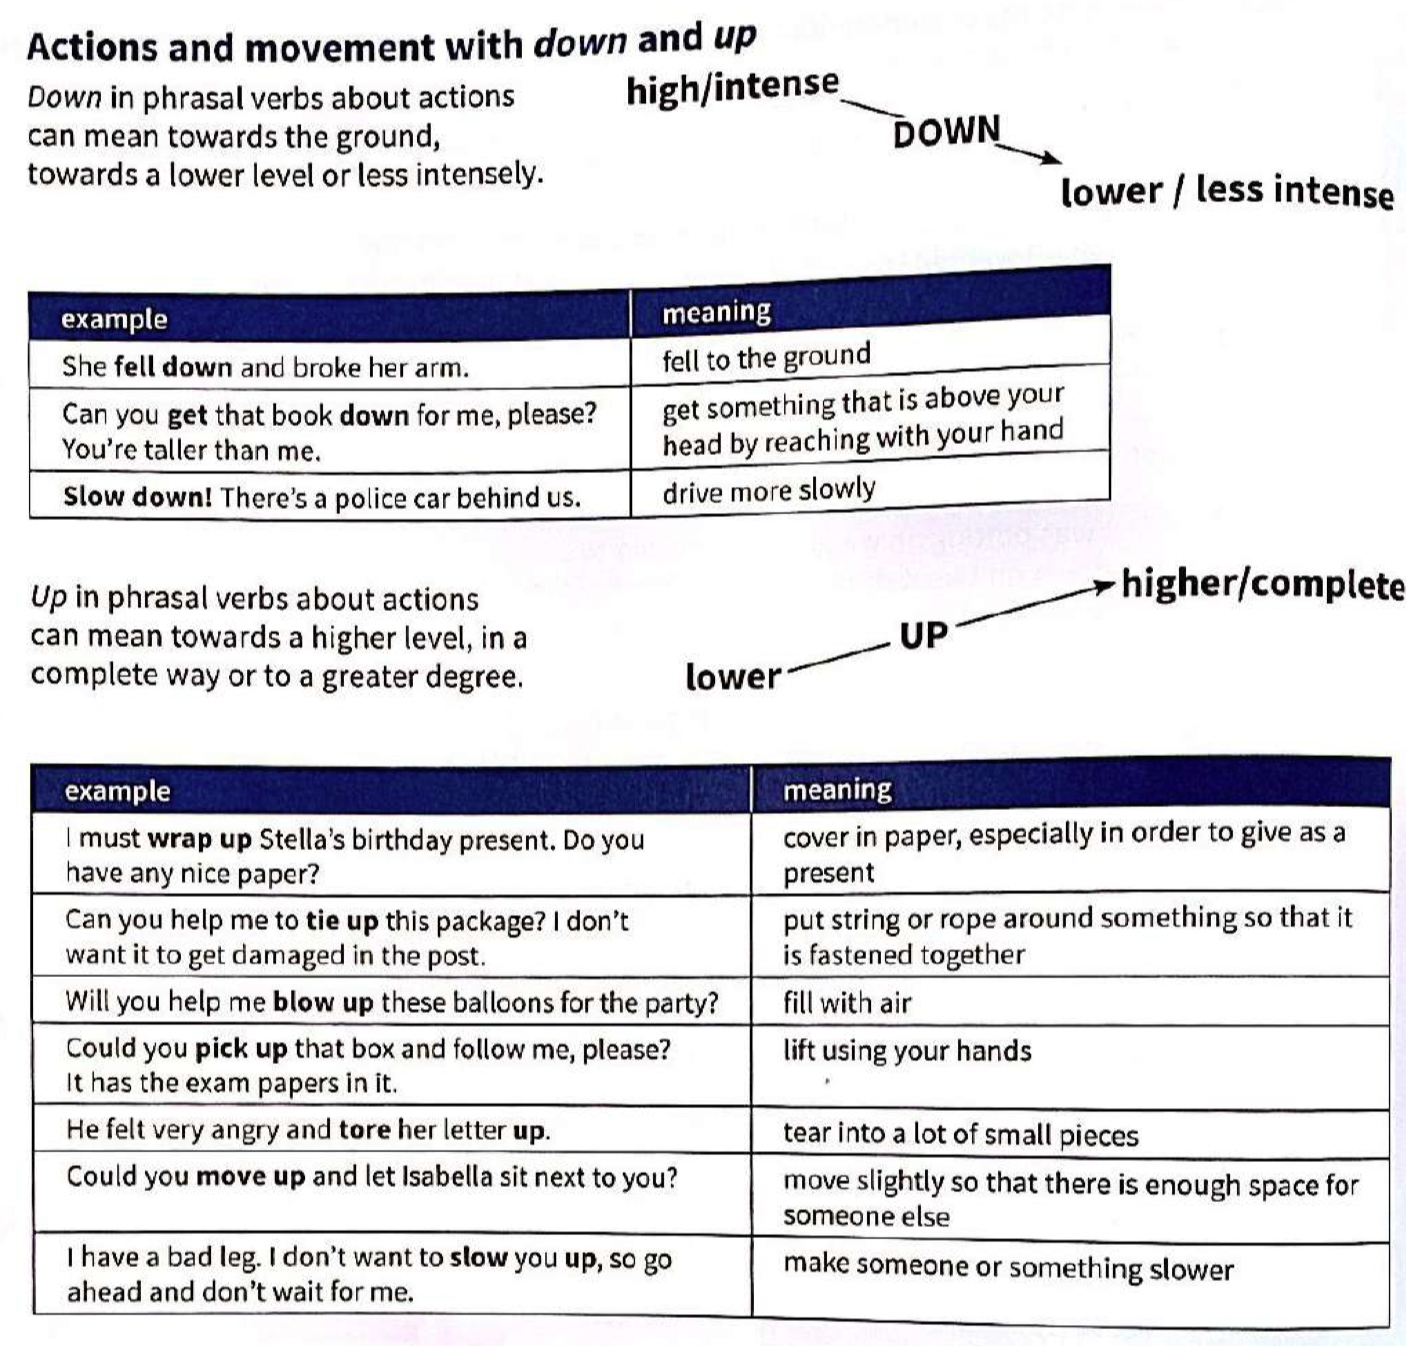 Actions and movement with down and up
Down in phrasal verbs about actions
can mean towards the ground,
towards a lower level or less intensely.
high/intense
DOWN
lower / less intense
example
meaning
She fell down and broke her arm.
fell to the ground
Can you get that book down for me, please?
You're taller than me.
get something that is above your
head by reaching with your hand
Slow down! There's a police car behind us.
drive more slowly
Up in phrasal verbs about actions
can mean towards a higher level, in a
complete way or to a greater degree.
lower
UP
higher/complete
example
meaning
I must wrap up Stella's birthday present. Do you
have any nice paper?
cover in paper, especially in order to give as a
present
Can you help me to tie up this package? I don't
want it to get damaged in the post.
put string or rope around something so that it
is fastened together
Will you help me blow up these balloons for the party?
fill with air
Could you pick up that box and follow me, please?
It has the exam papers in it.
lift using your hands
He felt very angry and tore her letter up.
tear into a lot of small pieces
Could you move up and let Isabella sit next to you?
move slightly so that there is enough space for
someone else
I have a bad leg. I don't want to slow you up, so go
ahead and don't wait for me.
make someone or something slower